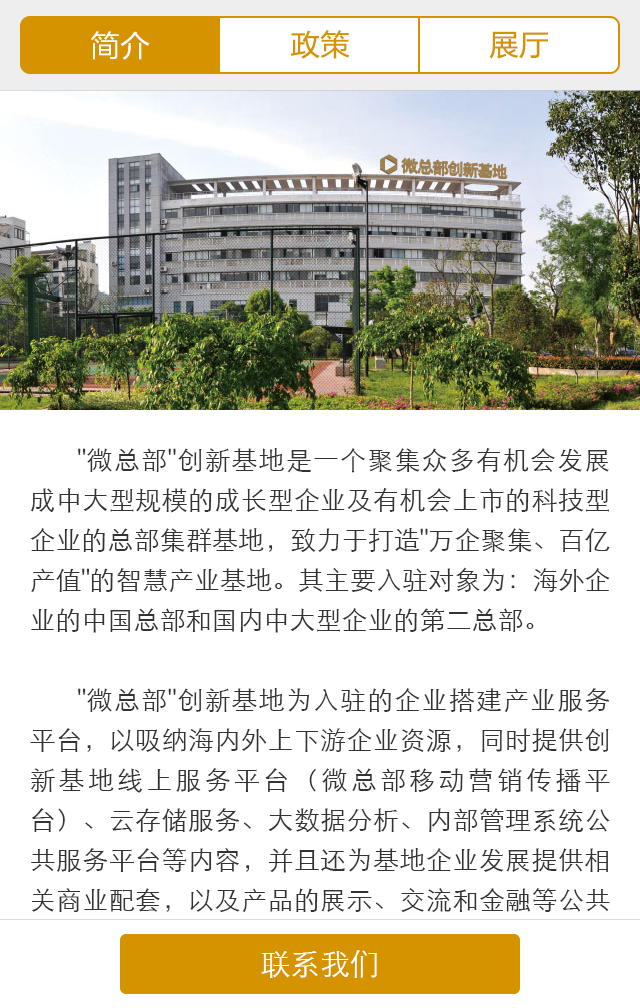 简介
政策
展厅
微总部创新基地
"微总部"创新基地是一个聚集众多有机会发展
成中大型规模的成长型企业及有机会上市的科技型
企业的总部集群基地，致力于打造"万企聚集、百亿
产值"的智慧产业基地。其主要入驻对象为：海外企
业的中国总部和国内中大型企业的第二总部。
"微总部"创新基地为入驻的企业搭建产业服务
平台，以吸纳海内外上下游企业资源，同时提供创
新基地线上服务平台（微总部移动营销传播平
台）、云存储服务、大数据分析、内部管理系统公
共服务平台等内容，并且还为基地企业发展提供相
关商业配套，以及产品的展示、交流和金融等公共
联系我们